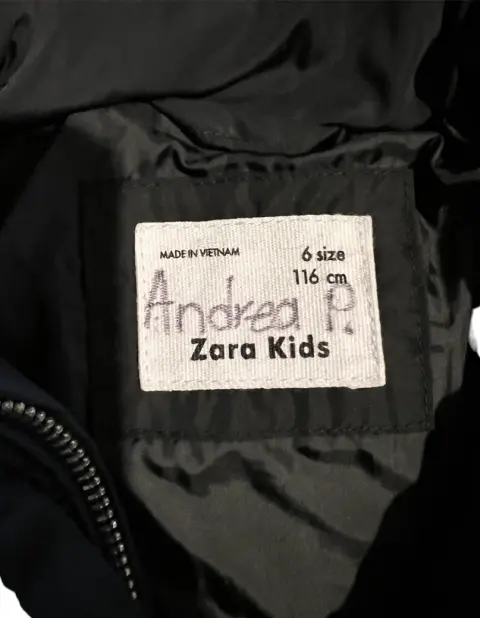 MADE IN VIETNAM
6 size
116 cm
Andrea P.
Zara Kids